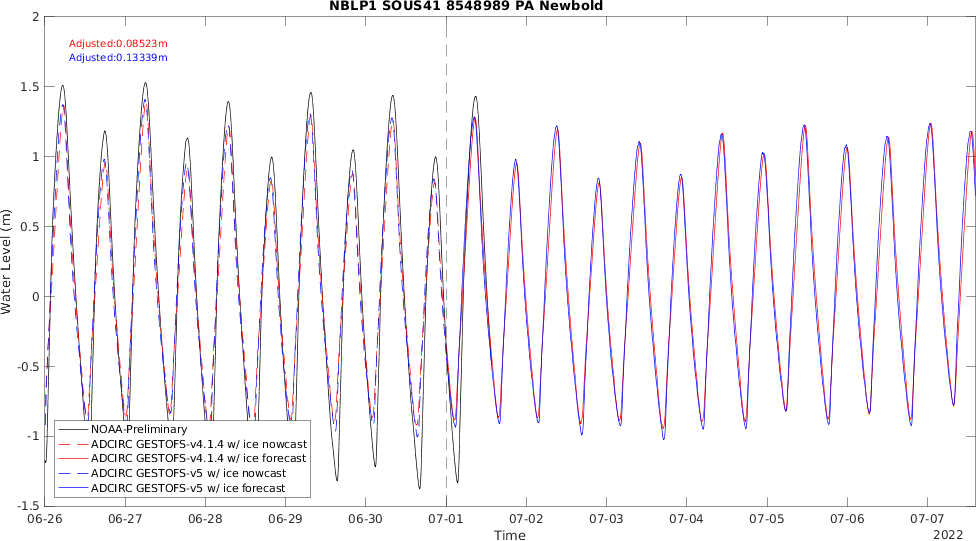 NBLP1 SOUS41 8548989 PA Newbold
Adjusted:0.08523m
Adjusted:0.13339m
2
1.5
1
0.5
0
-0.5
-1
-1.5
Water Level (m)
NOAA-Preliminary
ADCIRC GESTOFS-v4.1.4 w/ ice nowcast
ADCIRC GESTOFS-v4.1.4 w/ ice forecast
ADCIRC GESTOFS-v5 w/ ice nowcast
ADCIRC GESTOFS-v5 w/ ice forecast
06-26 06-27 06-28 06-29 06-30 07-01 07-02 07-03 07-04 07-05 07-06 07-07
Time
2022